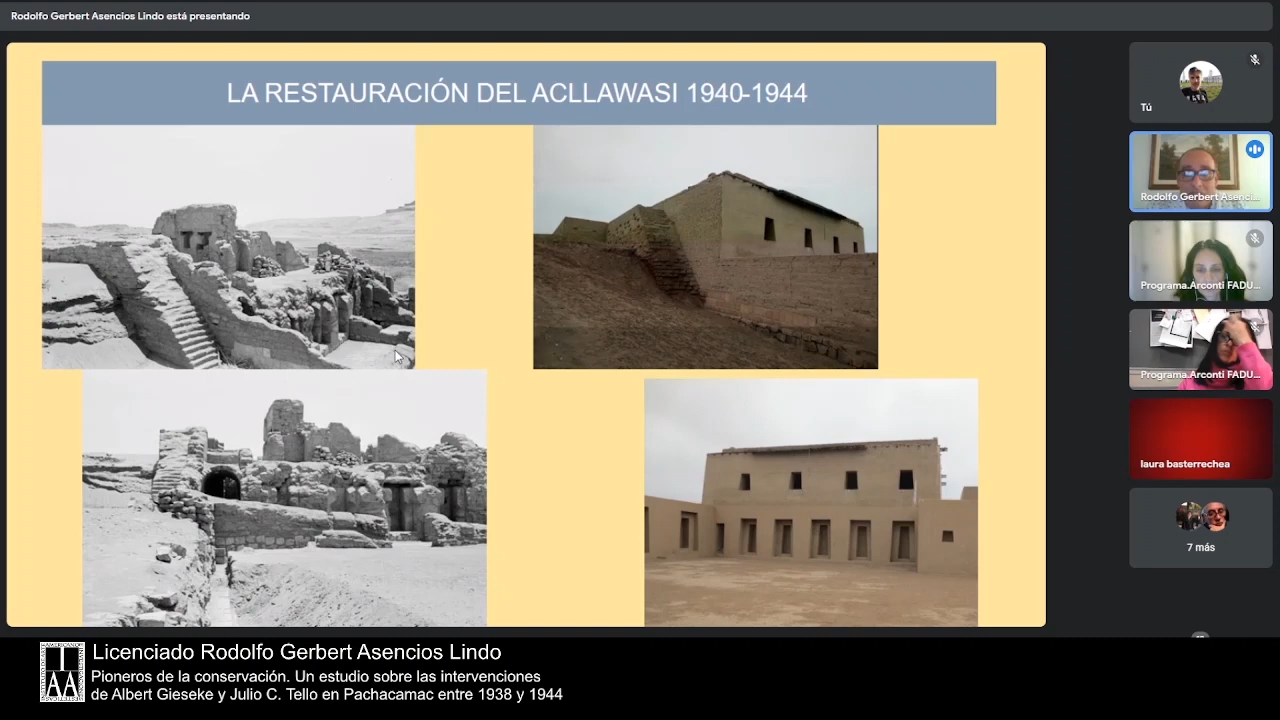 Rodolfo Gerbert Asencios Lindo está presentando
LA RESTAURACIÓN DEL ACLLAWASI 1940-1944
Tú
Rodolfo Gerbert Asenci...
Programa.Arconti FADU...
Programa.Arconti FADU...
laura basterrechea
7 más
IAA
Licenciado Rodolfo Gerbert Asencios Lindo
Pioneros de la conservación. Un estudio sobre las intervenciones
de Albert Gieseke y Julio C. Tello en Pachacamac entre 1938 y 1944